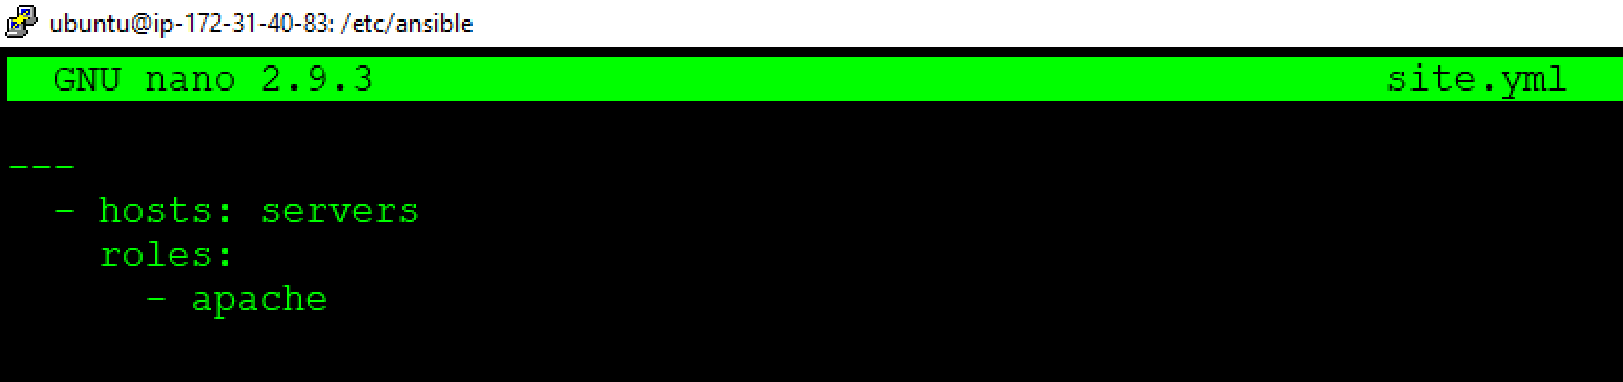 ubuntu@ip-172-31-40-83: /etc/ansible
GNU nano 2.9.3 site.yml
---
- hosts: servers
roles:
- apache